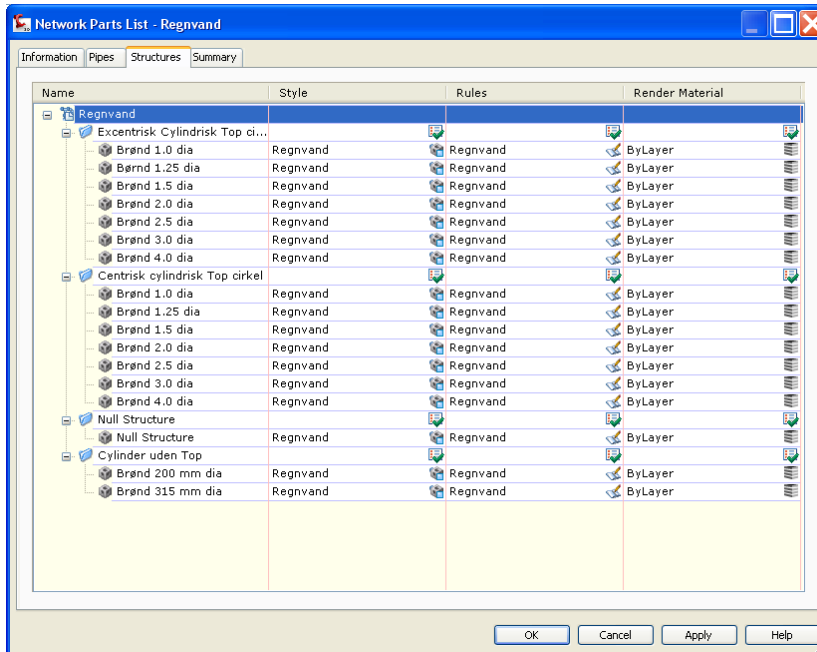 Network Parts List - Regnvand
Information Pipes Structures Summary
Name Style Rules Render Material
Regnvand
Excentrisk Cylindrisk Top ci...
Brønd 1.0 dia Regnvand Regnvand ByLayer
Børnd 1.25 dia Regnvand Regnvand ByLayer
Brønd 1.5 dia Regnvand Regnvand ByLayer
Brønd 2.0 dia Regnvand Regnvand ByLayer
Brønd 2.5 dia Regnvand Regnvand ByLayer
Brønd 3.0 dia Regnvand Regnvand ByLayer
Brønd 4.0 dia Regnvand Regnvand ByLayer
Centrisk cylindrisk Top cirkel
Brønd 1.0 dia Regnvand Regnvand ByLayer
Brønd 1.25 dia Regnvand Regnvand ByLayer
Brønd 1.5 dia Regnvand Regnvand ByLayer
Brønd 2.0 dia Regnvand Regnvand ByLayer
Brønd 2.5 dia Regnvand Regnvand ByLayer
Brønd 3.0 dia Regnvand Regnvand ByLayer
Brønd 4.0 dia Regnvand Regnvand ByLayer
Null Structure
Null Structure Regnvand Regnvand ByLayer
Cylinder uden Top
Brønd 200 mm dia Regnvand Regnvand ByLayer
Brønd 315 mm dia Regnvand Regnvand ByLayer
OK Cancel Apply Help